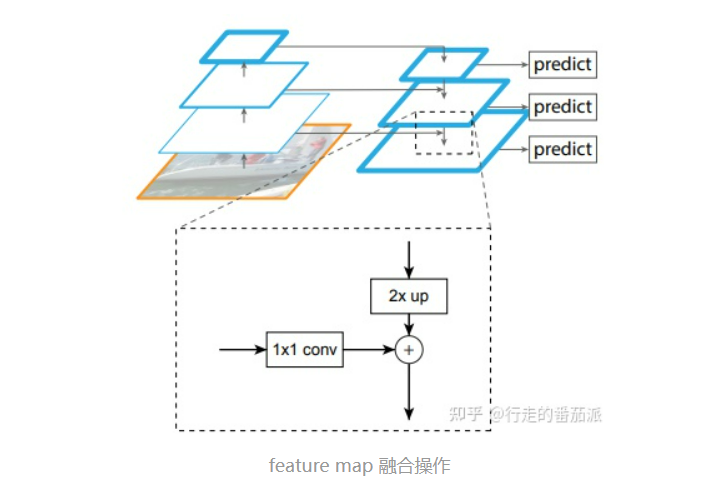 predict
predict
predict
2x up
1x1 conv
+
知乎 @行走的番茄派
feature map 融合操作